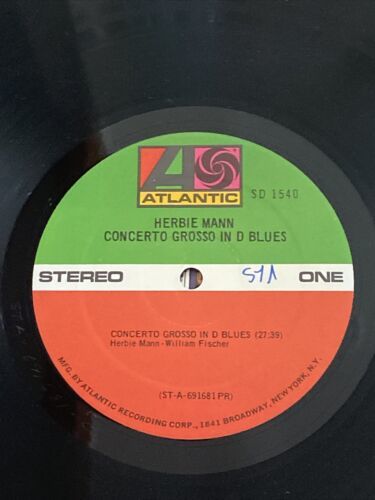 ATLANTIC
SD 1540
HERBIE MANN
CONCERTO GROSSO IN D BLUES
STEREO
ONE
CONCERTO GROSSO IN D BLUES (27:39)
Herbie Mann-William Fischer
(ST-A-691681 PR)
MFG. BY ATLANTIC RECORDING CORP., 1841 BROADWAY, NEW YORK, N.Y.